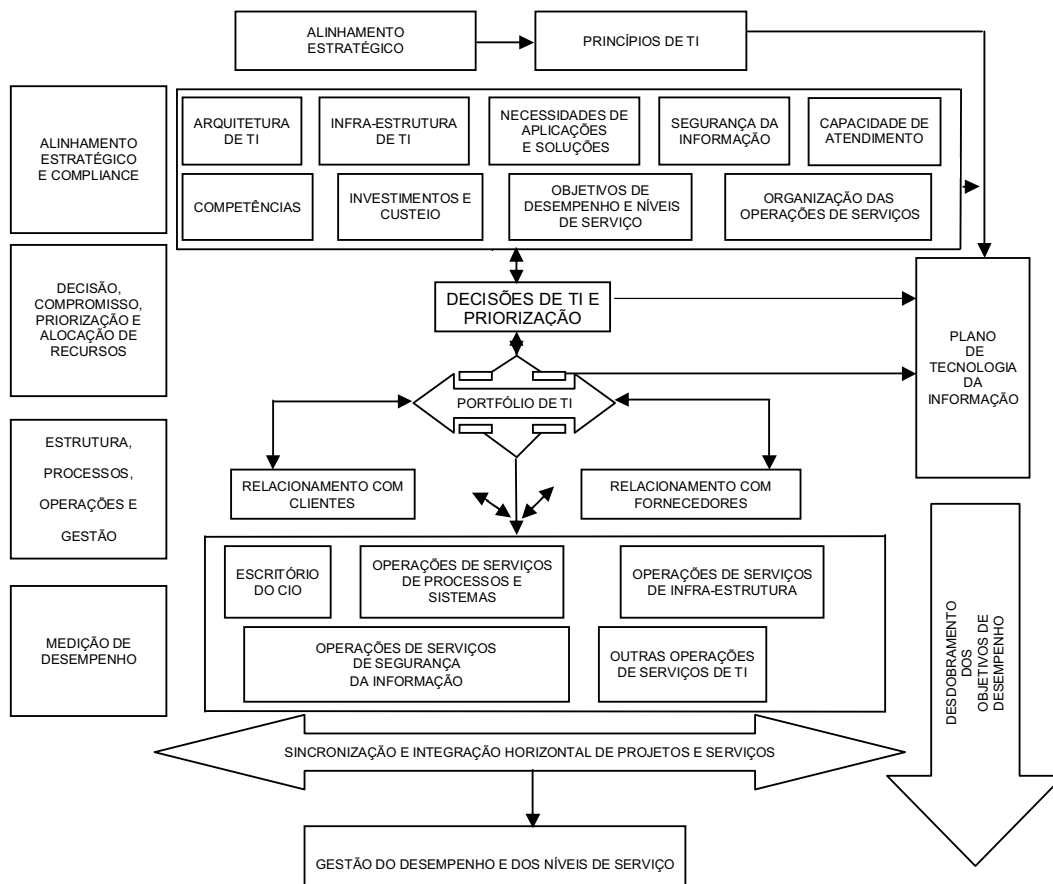 ALINHAMENTO
ESTRATÉGICO
PRINCÍPIOS DE TI
ALINHAMENTO
ESTRATÉGICO
E COMPLIANCE
ARQUITETURA
DE TI
INFRA-ESTRUTURA
DE TI
NECESSIDADES DE
APLICAÇÕES
E SOLUÇÕES
SEGURANÇA DA
INFORMAÇÃO
CAPACIDADE DE
ATENDIMENTO
COMPETÊNCIAS
INVESTIMENTOS E
CUSTEIO
OBJETIVOS DE
DESEMPENHO E NÍVEIS
DE SERVIÇO
ORGANIZAÇÃO DAS
OPERAÇÕES DE SERVIÇOS
DECISÃO,
COMPROMISSO,
PRIORIZAÇÃO E
ALOCAÇÃO DE
RECURSOS
DECISÕES DE TI E
PRIORIZAÇÃO
PLANO
DE
TECNOLOGIA
DA
INFORMAÇÃO
PORTFÓLIO DE TI
ESTRUTURA,
PROCESSOS,
OPERAÇÕES E
GESTÃO
RELACIONAMENTO COM
CLIENTES
RELACIONAMENTO COM
FORNECEDORES
MEDIÇÃO DE
DESEMPENHO
ESCRITÓRIO
DO CIO
OPERAÇÕES DE SERVIÇOS
DE PROCESSOS E
SISTEMAS
OPERAÇÕES DE SERVIÇOS
DE INFRA-ESTRUTURA
OPERAÇÕES DE SERVIÇOS
DE SEGURANÇA
DA INFORMAÇÃO
OUTRAS OPERAÇÕES
DE SERVIÇOS DE TI
DESDOBRAMENTO
DOS
OBJETIVOS DE
DESEMPENHO
SINCRONIZAÇÃO E INTEGRAÇÃO HORIZONTAL DE PROJETOS E SERVIÇOS
GESTÃO DO DESEMPENHO E DOS NÍVEIS DE SERVIÇO